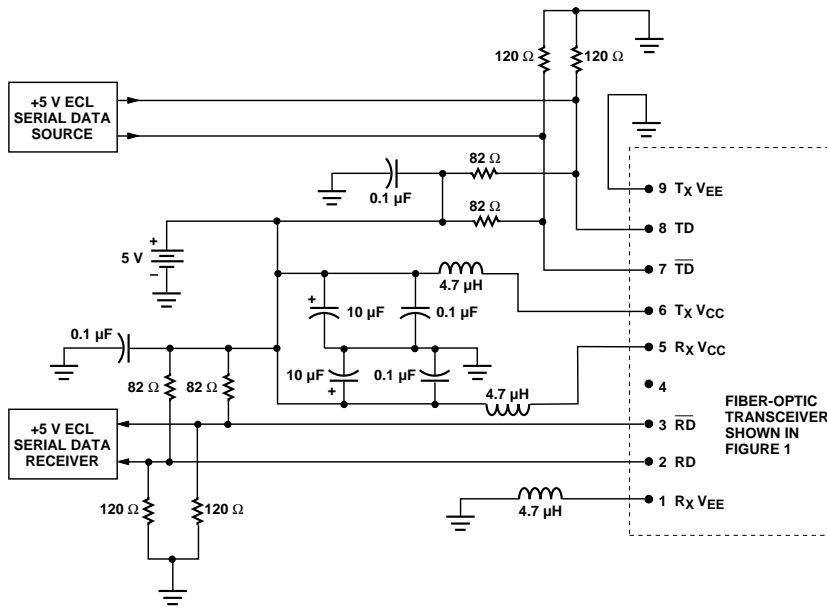 120 Ω
120 Ω
+5 V ECL
SERIAL DATA
SOURCE
82 Ω
0.1 µF
82 Ω
9 TX VEE
8 TD
+
5 V
–
7 T̅D̅
4.7 µH
6 TX VCC
+
10 µF
0.1 µF
0.1 µF
5 RX VCC
82 Ω
82 Ω
10 µF
+
0.1 µF
4.7 µH
4
+5 V ECL
SERIAL DATA
RECEIVER
3 R̅D̅
2 RD
FIBER-OPTIC
TRANSCEIVER
SHOWN IN
FIGURE 1
120 Ω
120 Ω
4.7 µH
1 RX VEE